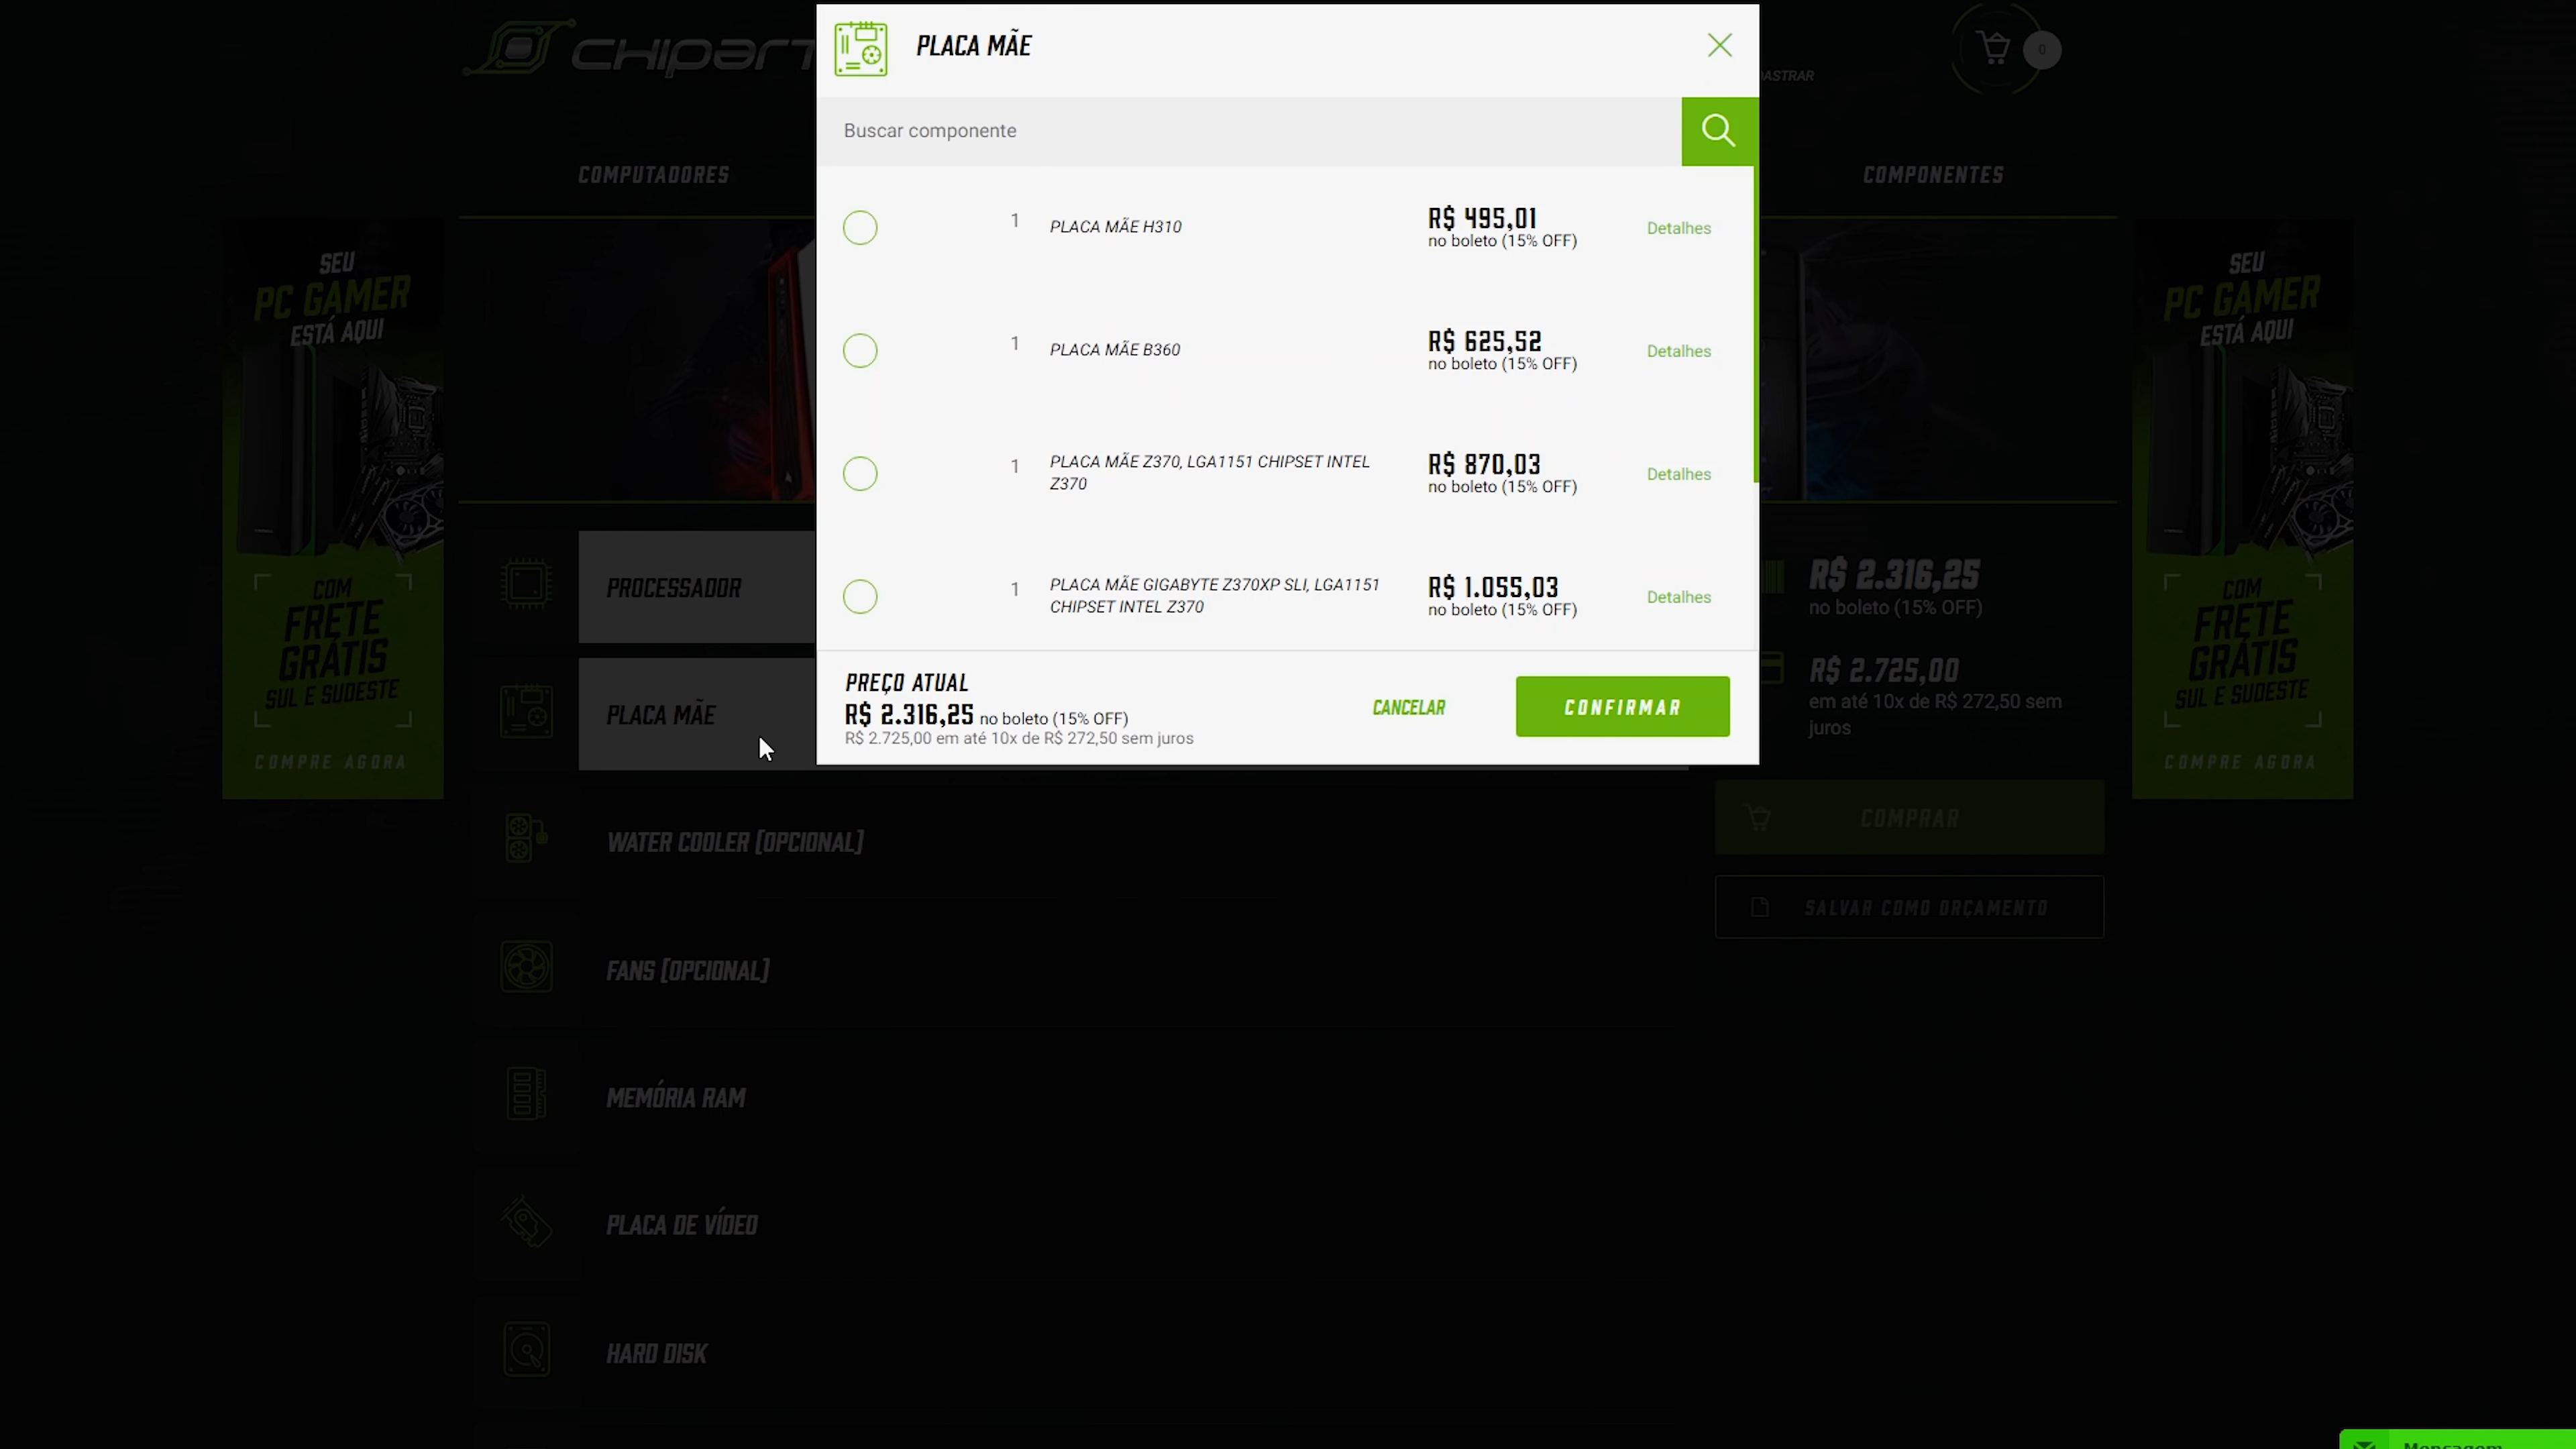 CHIPART
PLACA MÃE
ASTRAR
0
Buscar componente
COMPUTADORES
COMPONENTES
1
PLACA MÃE H310
R$ 495,01
no boleto (15% OFF)
Detalhes
1
PLACA MÃE B360
R$ 625,52
no boleto (15% OFF)
Detalhes
1
PLACA MÃE Z370, LGA1151 CHIPSET INTEL
Z370
R$ 870,03
no boleto (15% OFF)
Detalhes
1
PLACA MÃE GIGABYTE Z370XP SLI, LGA1151
CHIPSET INTEL Z370
R$ 1.055,03
no boleto (15% OFF)
Detalhes
PREÇO ATUAL
R$ 2.316,25 no boleto (15% OFF)
R$ 2.725,00 em até 10x de R$ 272,50 sem juros
CANCELAR
CONFIRMAR
SEU
PC GAMER
ESTÁ AQUI
COM
FRETE
GRÁTIS
SUL E SUDESTE
COMPRE AGORA
PROCESSADOR
PLACA MÃE
WATER COOLER (OPCIONAL)
FANS (OPCIONAL)
MEMÓRIA RAM
PLACA DE VÍDEO
HARD DISK
R$ 2.316,25
no boleto (15% OFF)
R$ 2.725,00
em até 10x de R$ 272,50 sem
juros
COMPRAR
SALVAR COMO ORÇAMENTO
SEU
PC GAMER
ESTÁ AQUI
COM
FRETE
GRÁTIS
SUL E SUDESTE
COMPRE AGORA
Mensagem